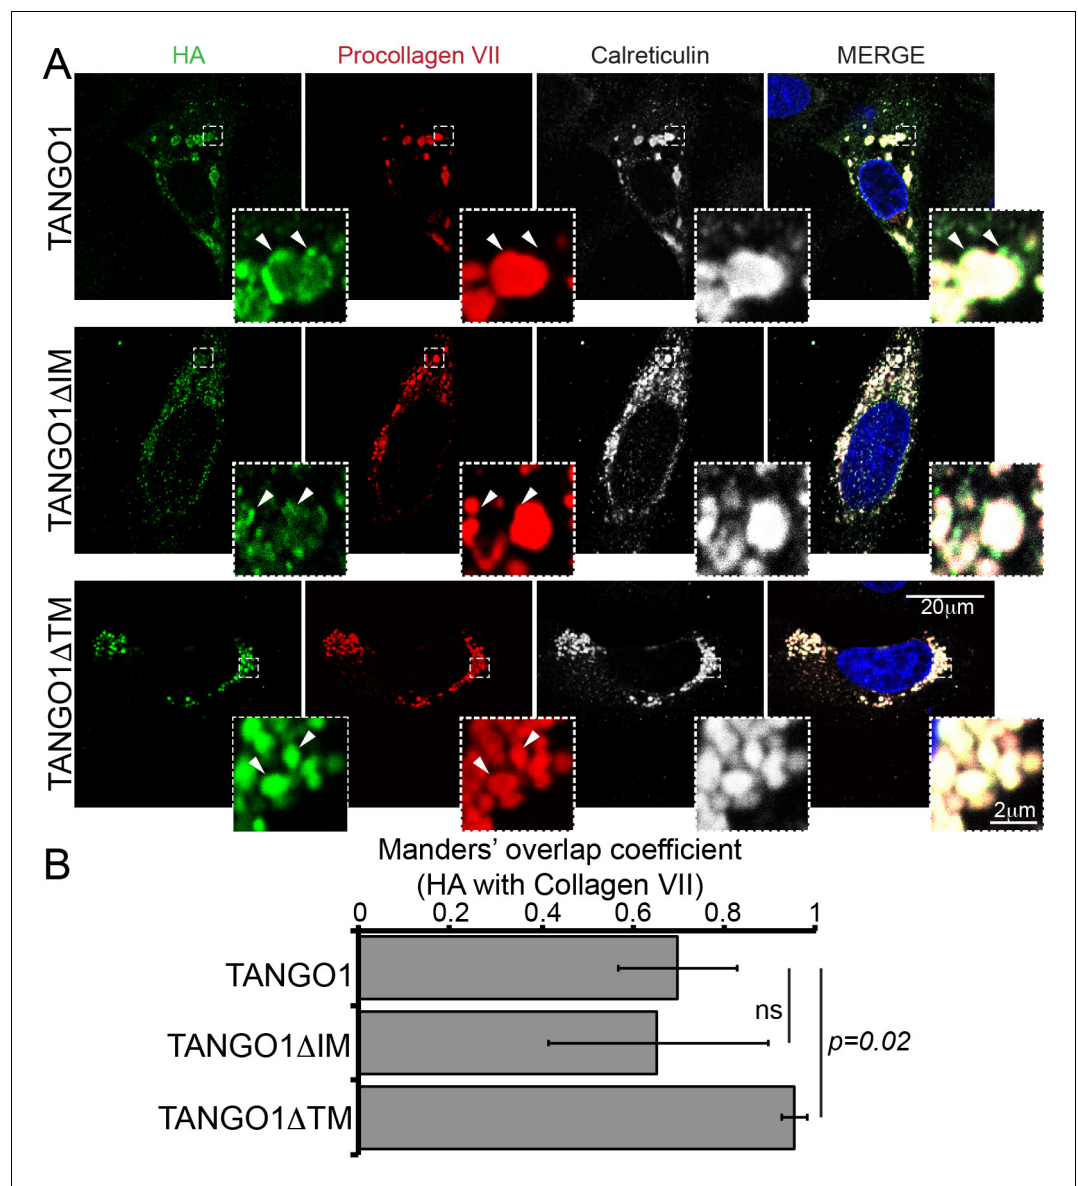 A
HA Procollagen VII Calreticulin MERGE
TANGO1
TANGO1ΔIM
TANGO1ΔTM
20μm
2μm
B
Manders’ overlap coefficient
(HA with Collagen VII)
0 0.2 0.4 0.6 0.8 1
TANGO1
ns
TANGO1ΔIM
p=0.02
TANGO1ΔTM